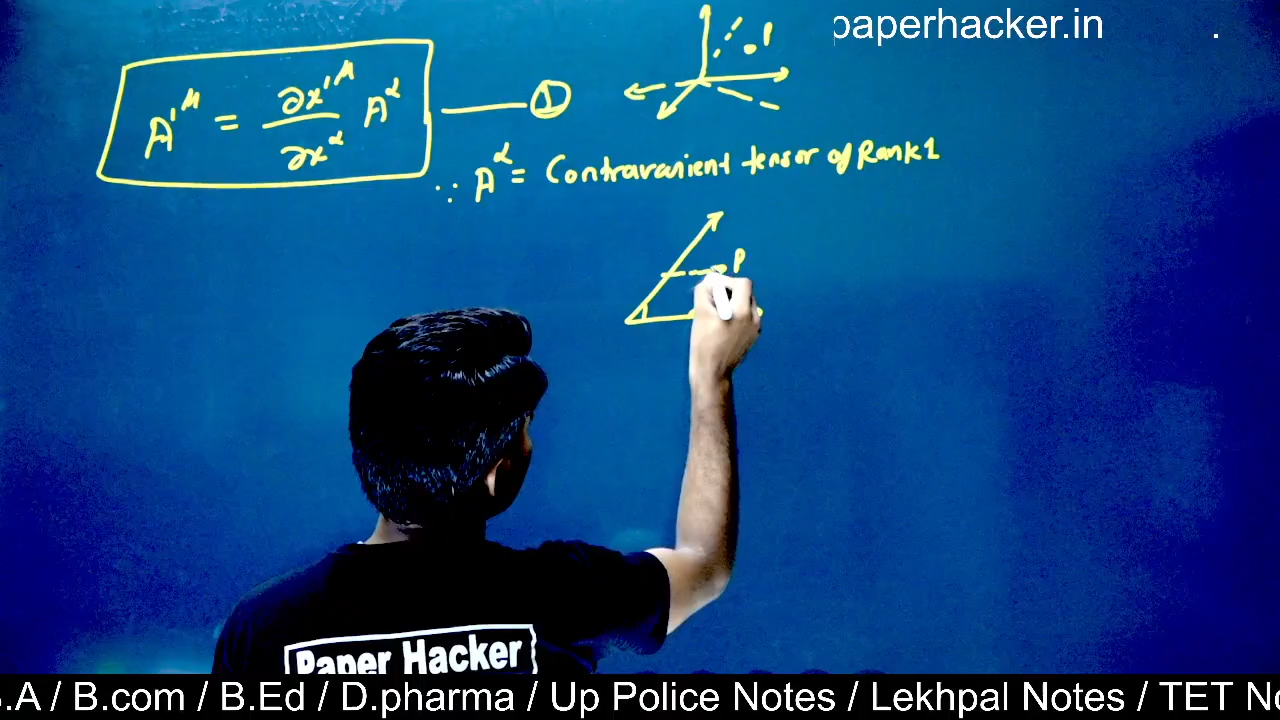 paperhacker.in .
A'^μ = ∂x'^μ / ∂x^α A^α —— ①
P
∵ A^α = Contravarient tensor of Rank 1
P
Paper Hacker
.A / B.com / B.Ed / D.pharma / Up Police Notes / Lekhpal Notes / TET No